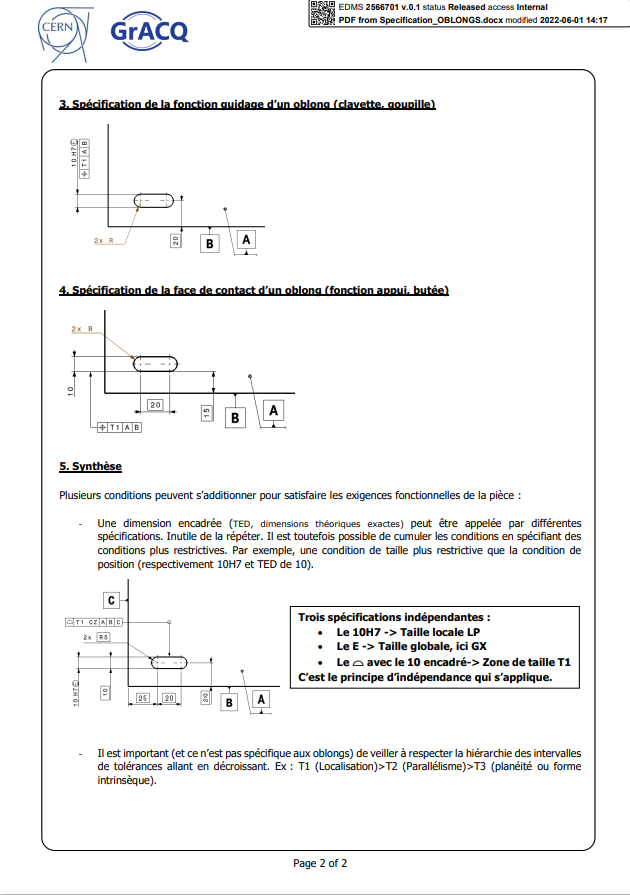 EDMS 2566701 v.0.1 status Released access Internal
PDF from Specification_OBLONGS.docx modified 2022-06-01 14:17
CERN
GrACQ
3. Spécification de la fonction guidage d'un oblong (clavette, goupille)
10 H7Ⓔ
⌖ T1 A B
2x R
20
B
A
4. Spécification de la face de contact d'un oblong (fonction appui, butée)
2x R
10
20
15
B
A
⌖ T1 A B
5. Synthèse
Plusieurs conditions peuvent s'additionner pour satisfaire les exigences fonctionnelles de la pièce :
- Une dimension encadrée (TED, dimensions théoriques exactes) peut être appelée par différentes
spécifications. Inutile de la répéter. Il est toutefois possible de cumuler les conditions en spécifiant des
conditions plus restrictives. Par exemple, une condition de taille plus restrictive que la condition de
position (respectivement 10H7 et TED de 10).
C
⌓ T1 CZ A B C
2x R5
10 H7Ⓔ
10
25
20
20
B
A
Trois spécifications indépendantes :
• Le 10H7 -> Taille locale LP
• Le E -> Taille globale, ici GX
• Le ⌓ avec le 10 encadré-> Zone de taille T1
C'est le principe d'indépendance qui s'applique.
- Il est important (et ce n'est pas spécifique aux oblongs) de veiller à respecter la hiérarchie des intervalles
de tolérances allant en décroissant. Ex : T1 (Localisation)>T2 (Parallélisme)>T3 (planéité ou forme
intrinsèque).
Page 2 of 2